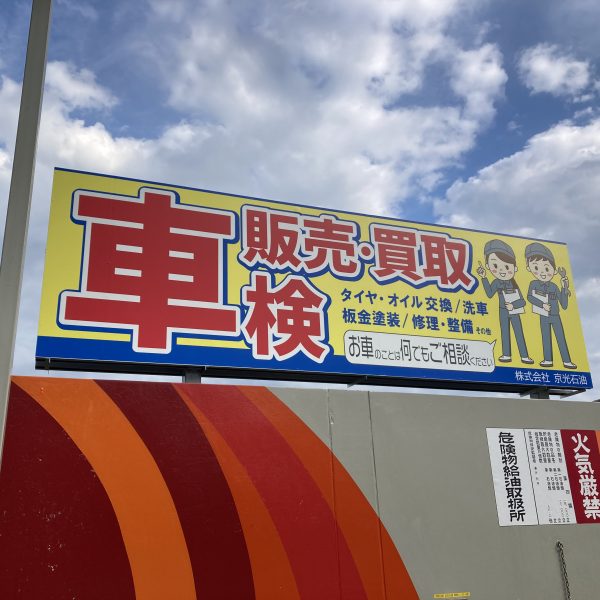 車検
販売・買取
タイヤ・オイル交換/洗車
板金塗装/修理・整備 その他
お車のことは何でもご相談ください
株式会社 京光石油
危険物給油取扱所
火気厳禁